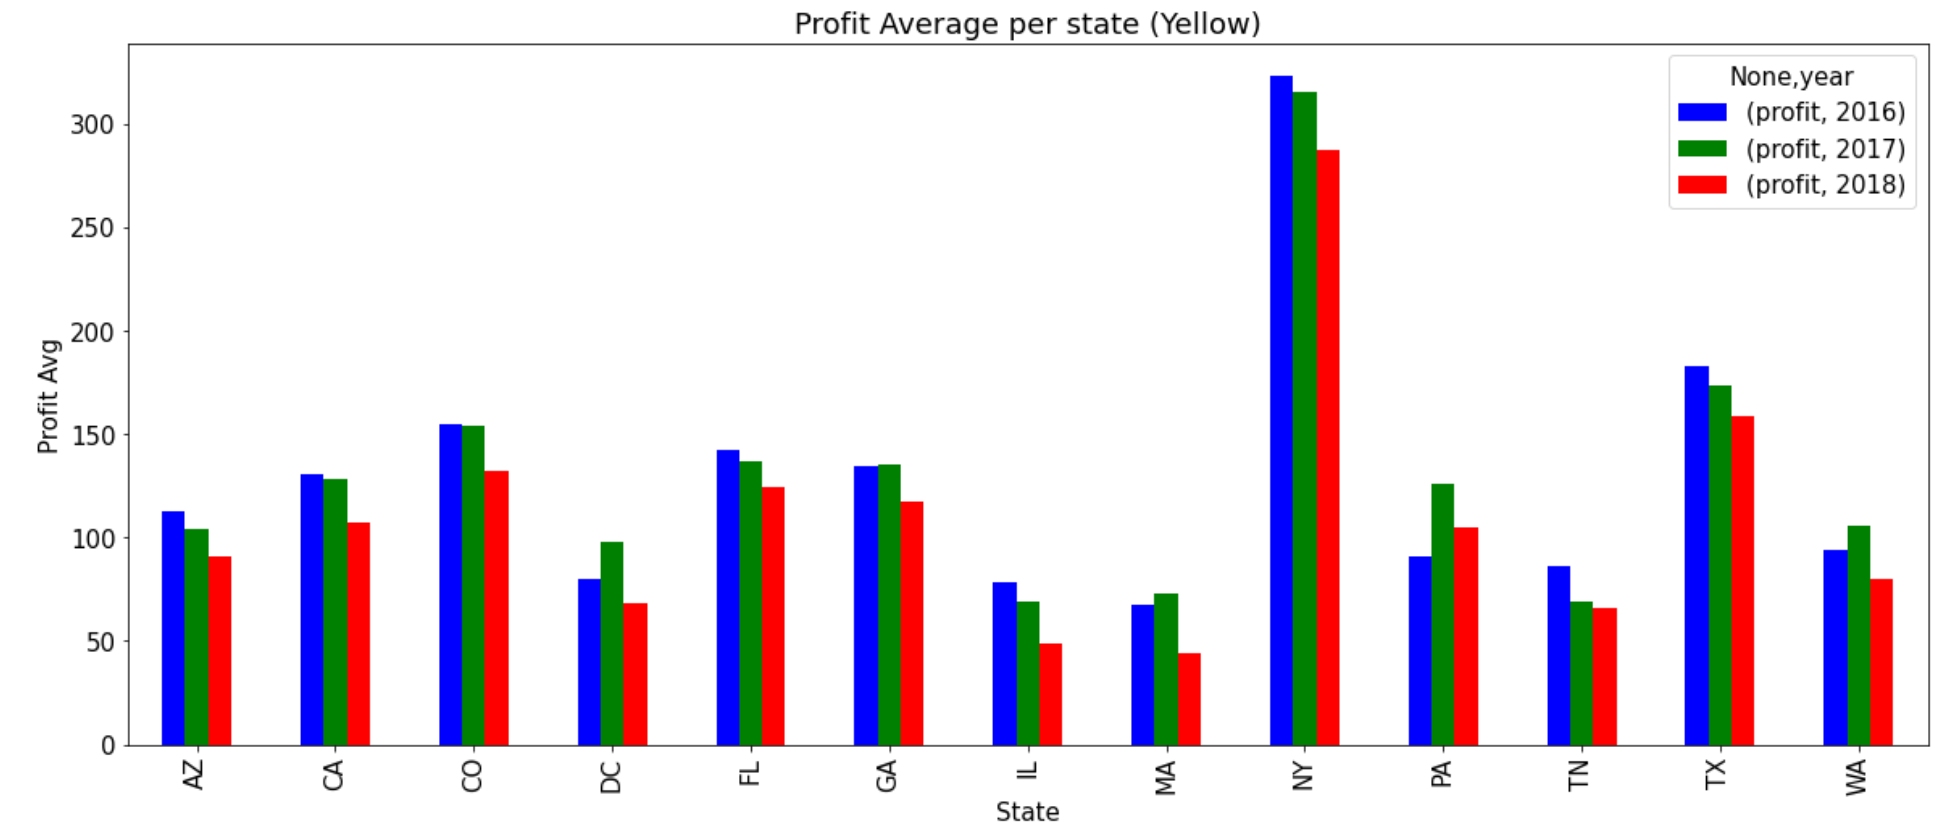 Profit Average per state (Yellow)
None,year
(profit, 2016)
(profit, 2017)
(profit, 2018)
Profit Avg
300
250
200
150
100
50
0
AZ
CA
CO
DC
FL
GA
IL
MA
NY
PA
TN
TX
WA
State